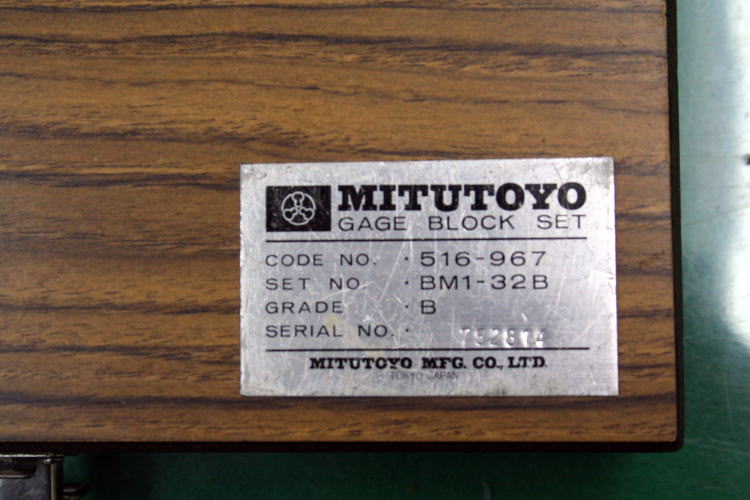 MITUTOYO
GAGE BLOCK SET
CODE NO. · 516-967
SET NO. · BM1-32B
GRADE · B
SERIAL NO. · 792814
MITUTOYO MFG. CO., LTD.
TOKYO JAPAN